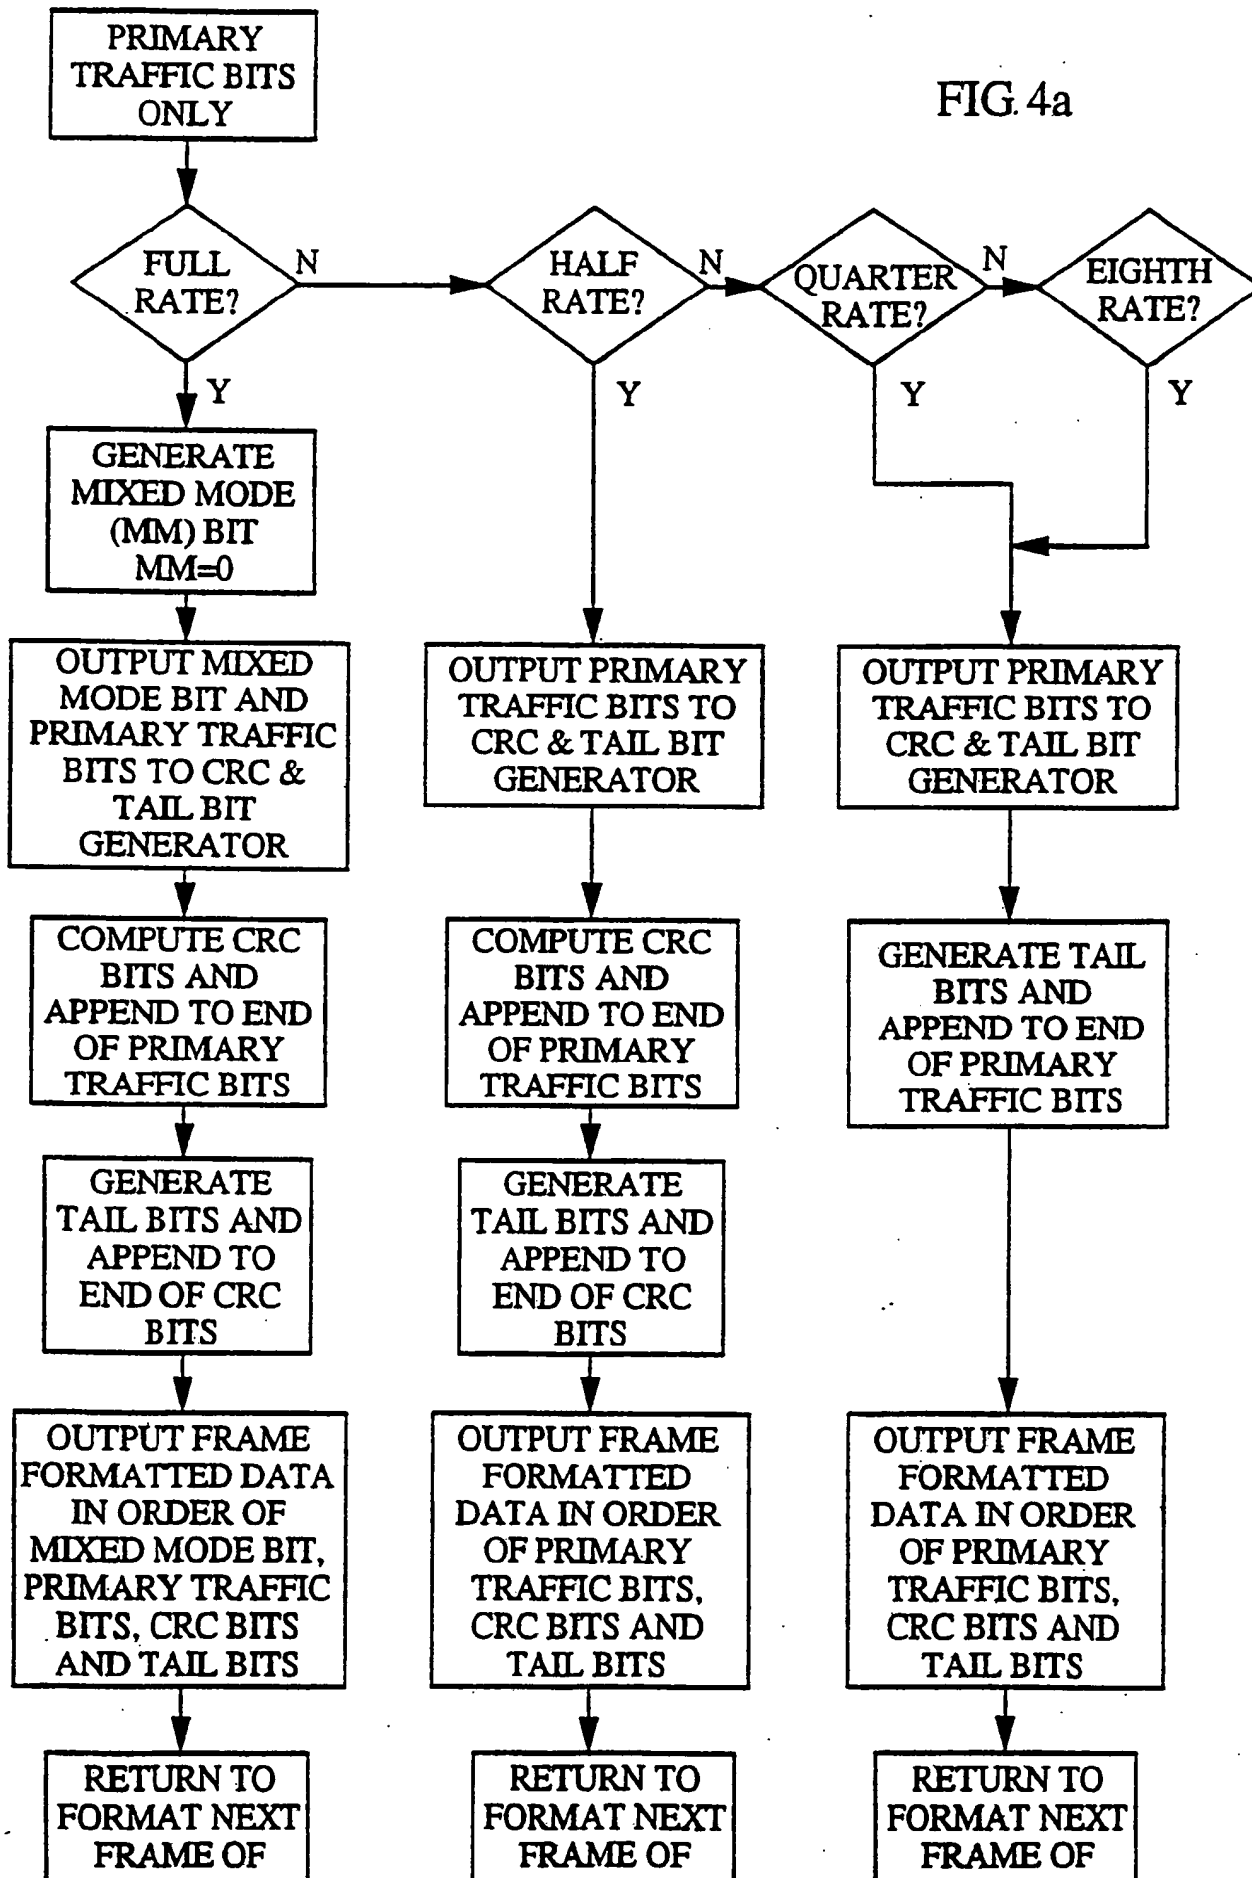 PRIMARY
TRAFFIC BITS
ONLY
FIG. 4a
FULL
RATE?
N
HALF
RATE?
N
QUARTER
RATE?
N
EIGHTH
RATE?
Y
Y
Y
Y
GENERATE
MIXED MODE
(MM) BIT
MM=0
OUTPUT MIXED
MODE BIT AND
PRIMARY TRAFFIC
BITS TO CRC &
TAIL BIT
GENERATOR
COMPUTE CRC
BITS AND
APPEND TO END
OF PRIMARY
TRAFFIC BITS
GENERATE
TAIL BITS AND
APPEND TO
END OF CRC
BITS
OUTPUT FRAME
FORMATTED DATA
IN ORDER OF
MIXED MODE BIT,
PRIMARY TRAFFIC
BITS, CRC BITS
AND TAIL BITS
RETURN TO
FORMAT NEXT
FRAME OF
OUTPUT PRIMARY
TRAFFIC BITS TO
CRC & TAIL BIT
GENERATOR
COMPUTE CRC
BITS AND
APPEND TO END
OF PRIMARY
TRAFFIC BITS
GENERATE
TAIL BITS AND
APPEND TO
END OF CRC
BITS
OUTPUT FRAME
FORMATTED
DATA IN ORDER
OF PRIMARY
TRAFFIC BITS,
CRC BITS AND
TAIL BITS
RETURN TO
FORMAT NEXT
FRAME OF
OUTPUT PRIMARY
TRAFFIC BITS TO
CRC & TAIL BIT
GENERATOR
GENERATE TAIL
BITS AND
APPEND TO END
OF PRIMARY
TRAFFIC BITS
OUTPUT FRAME
FORMATTED
DATA IN ORDER
OF PRIMARY
TRAFFIC BITS,
CRC BITS AND
TAIL BITS
RETURN TO
FORMAT NEXT
FRAME OF